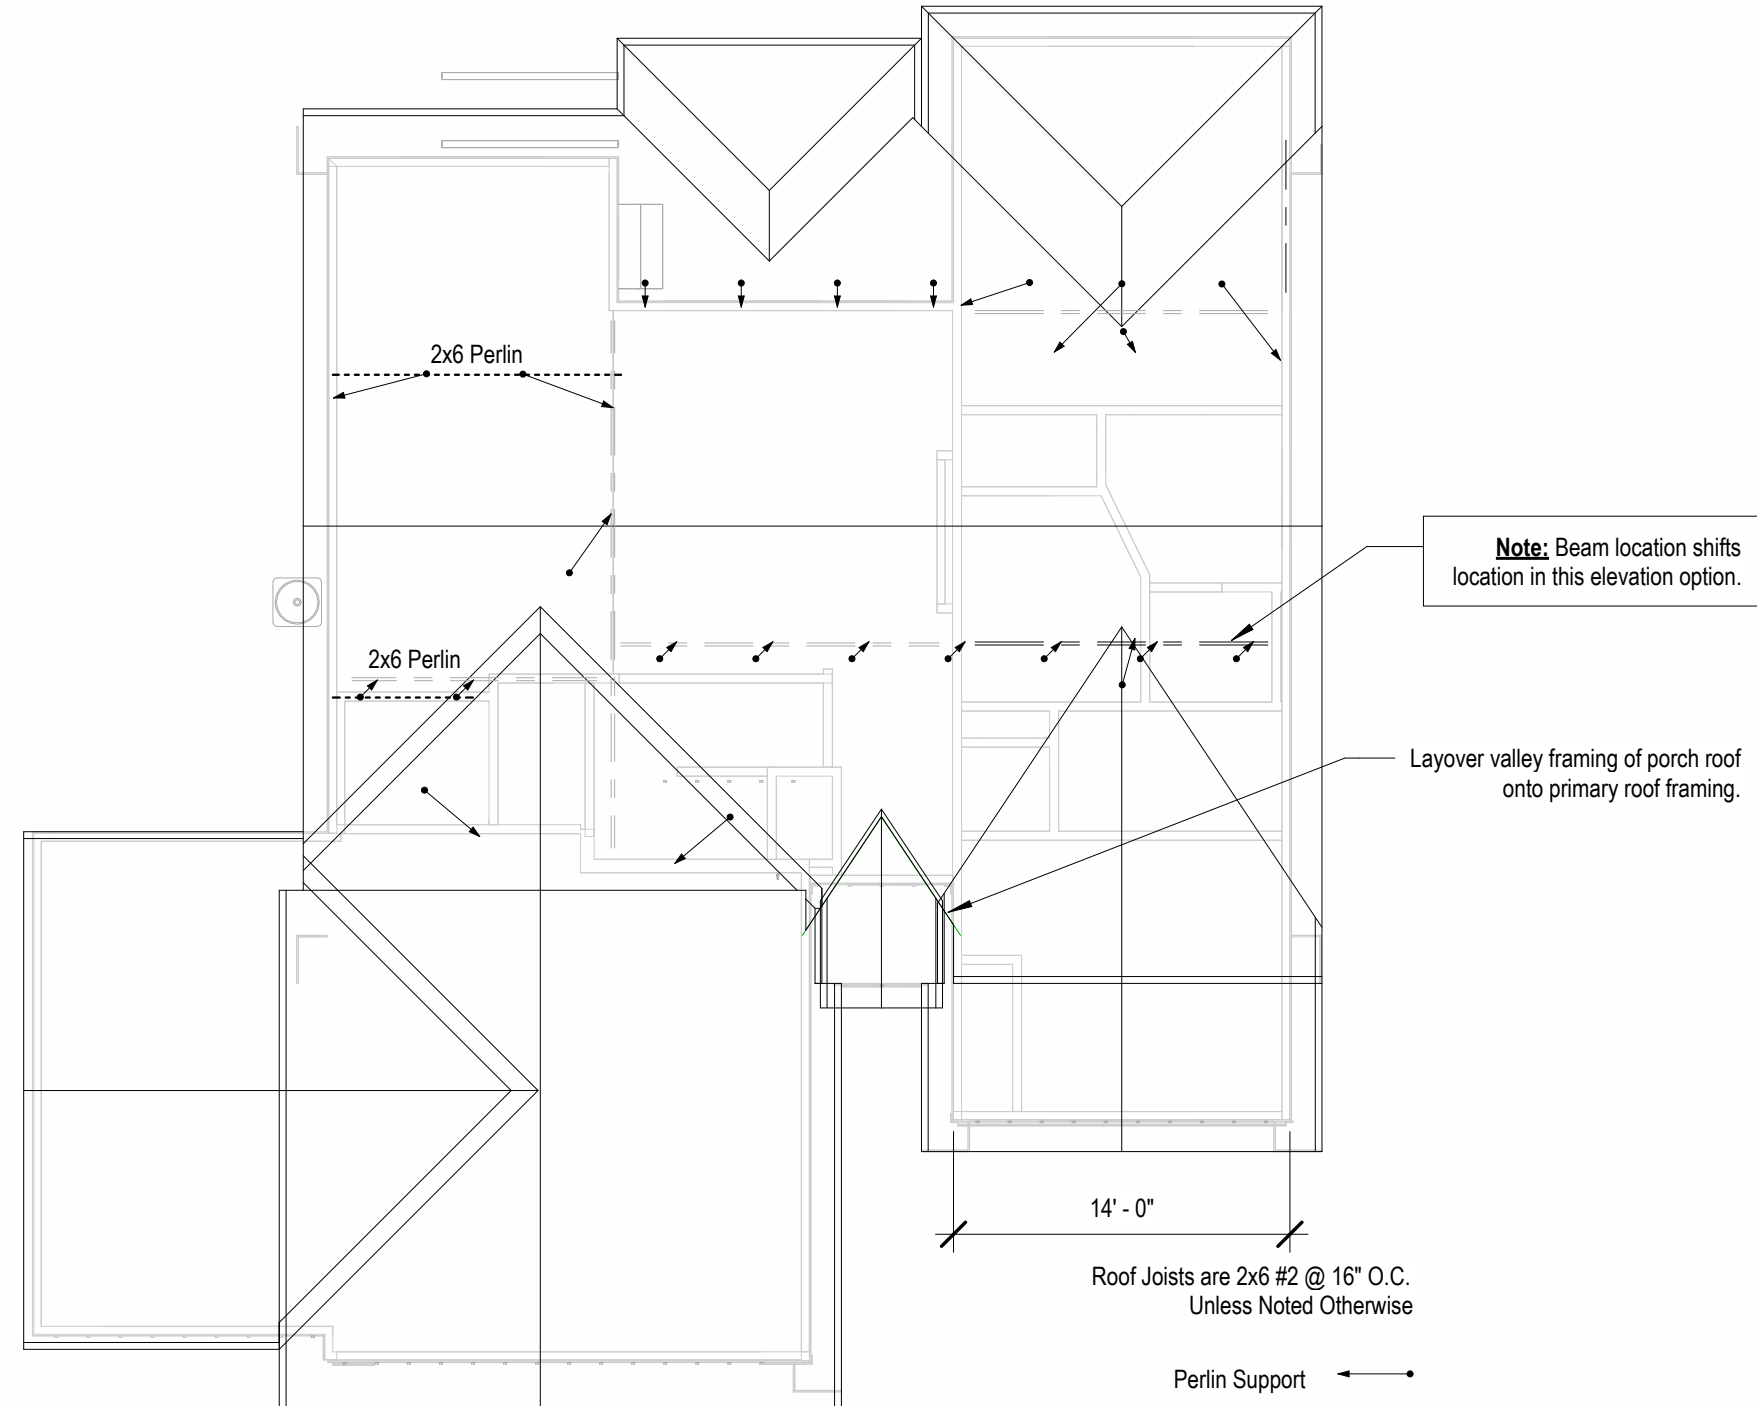 2x6 Perlin
Note: Beam location shifts
location in this elevation option.
2x6 Perlin
Layover valley framing of porch roof
onto primary roof framing.
14' - 0"
Roof Joists are 2x6 #2 @ 16" O.C.
Unless Noted Otherwise
Perlin Support